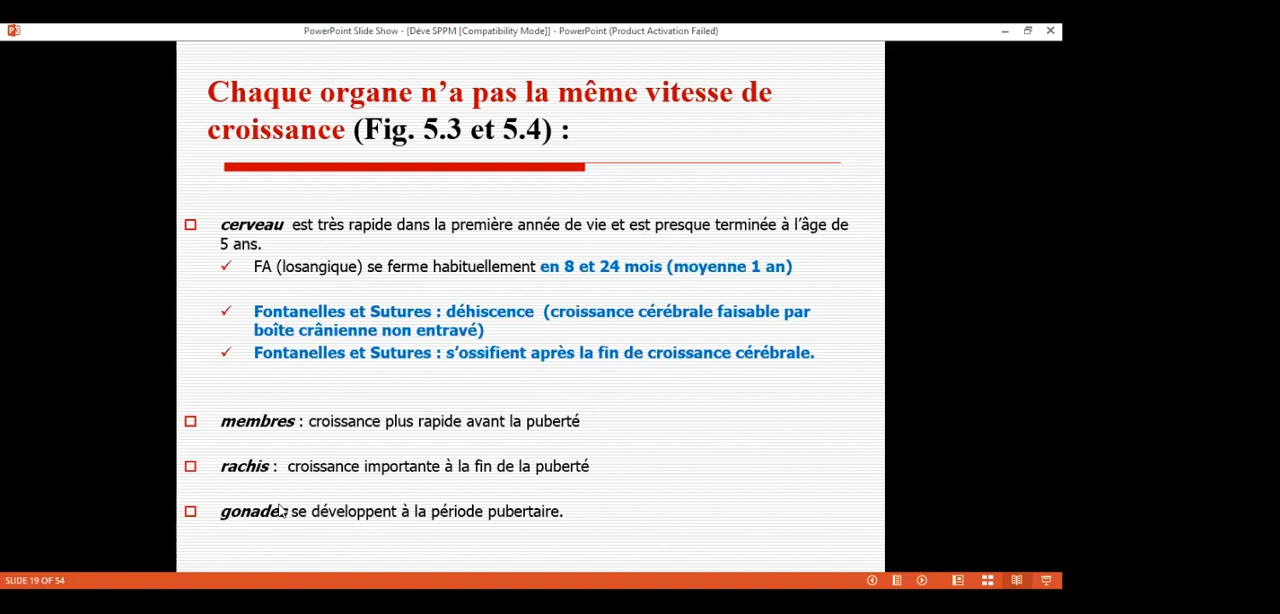 PowerPoint Slide Show - [Déve SPPM [Compatibility Mode]] - PowerPoint (Product Activation Failed)
Chaque organe n’a pas la même vitesse de
croissance (Fig. 5.3 et 5.4) :
cerveau est très rapide dans la première année de vie et est presque terminée à l’âge de
5 ans.
FA (losangique) se ferme habituellement en 8 et 24 mois (moyenne 1 an)
Fontanelles et Sutures : déhiscence (croissance cérébrale faisable par
boîte crânienne non entravé)
Fontanelles et Sutures : s’ossifient après la fin de croissance cérébrale.
membres : croissance plus rapide avant la puberté
rachis : croissance importante à la fin de la puberté
se développent à la période pubertaire.
SLIDE 19 OF 54